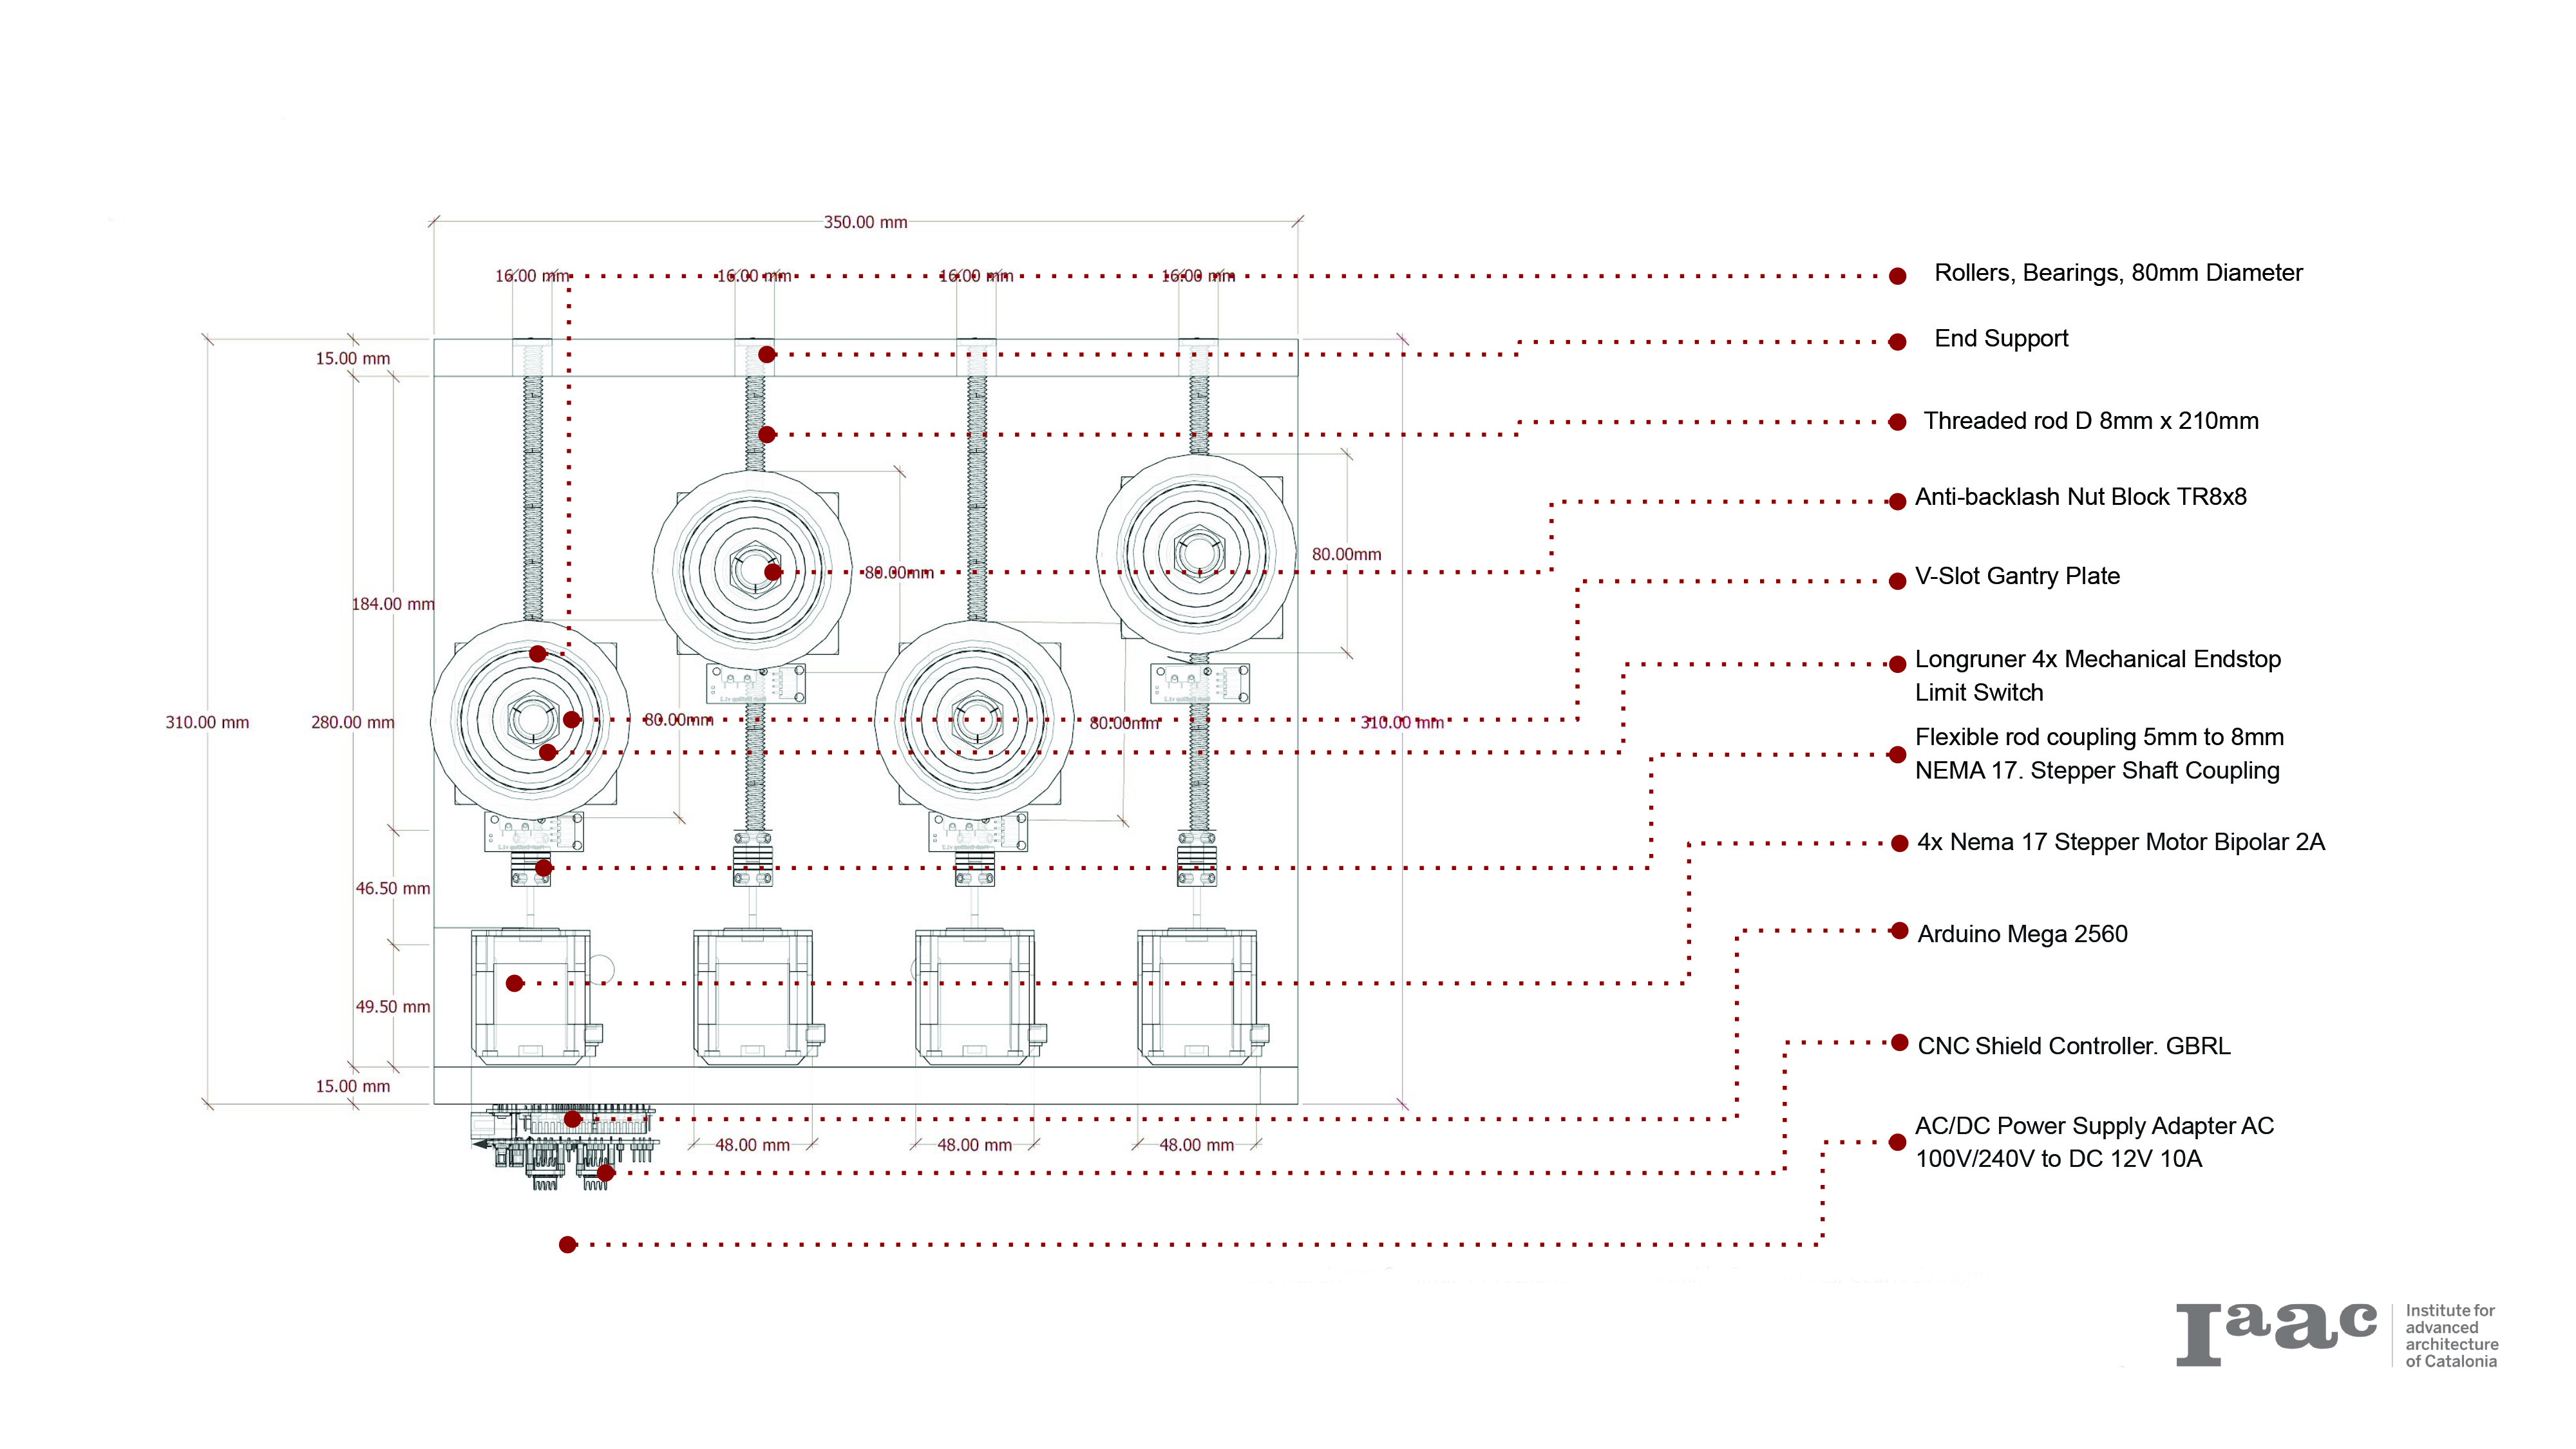 350.00 mm
16.00 mm
16.00 mm
16.00 mm
16.00 mm
Rollers, Bearings, 80mm Diameter
End Support
15.00 mm
Threaded rod D 8mm x 210mm
Anti-backlash Nut Block TR8x8
80.00mm
80.00mm
V-Slot Gantry Plate
184.00 mm
Longruner 4x Mechanical Endstop
Limit Switch
310.00 mm
280.00 mm
80.00mm
80.00mm
310.00 mm
Flexible rod coupling 5mm to 8mm
NEMA 17. Stepper Shaft Coupling
4x Nema 17 Stepper Motor Bipolar 2A
46.50 mm
Arduino Mega 2560
49.50 mm
CNC Shield Controller. GBRL
15.00 mm
48.00 mm
48.00 mm
48.00 mm
AC/DC Power Supply Adapter AC
100V/240V to DC 12V 10A
Iaac
Institute for
advanced
architecture
of Catalonia